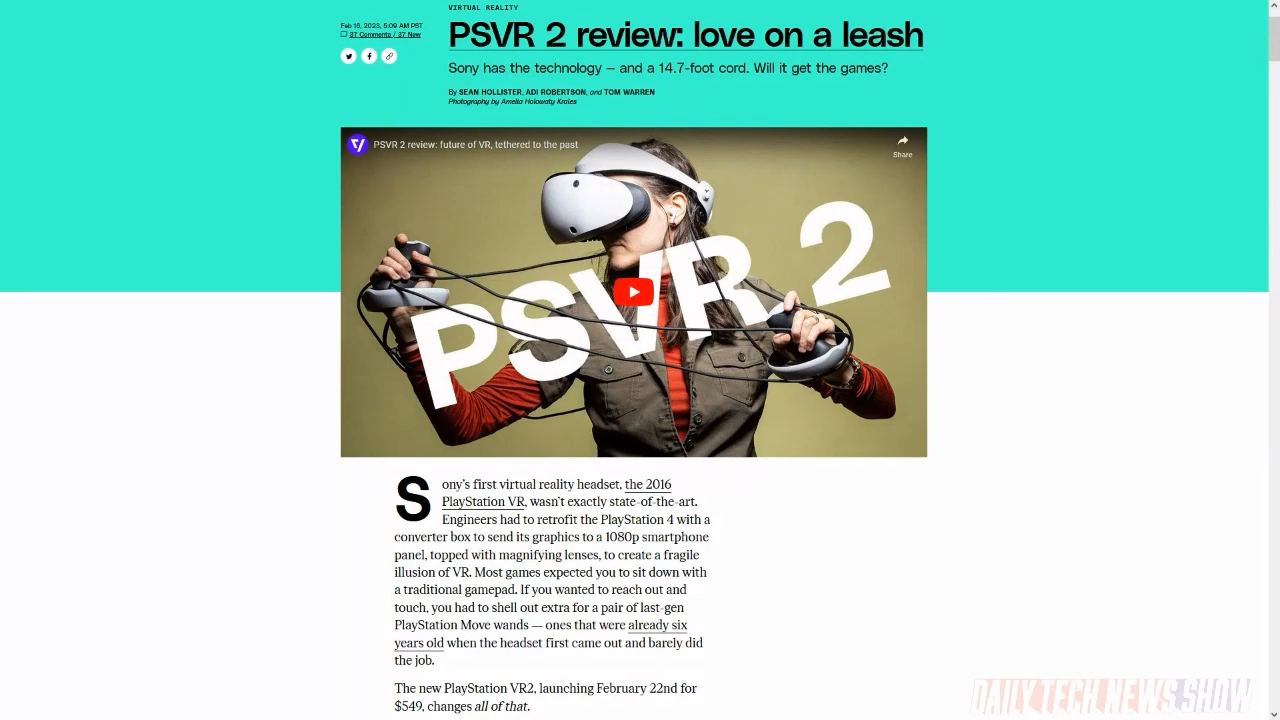 VIRTUAL REALITY
Feb 16, 2023, 5:09 AM PST
37 Comments / 37 New
PSVR 2 review: love on a leash
Sony has the technology — and a 14.7-foot cord. Will it get the games?
By SEAN HOLLISTER, ADI ROBERTSON, and TOM WARREN
Photography by Amelia Holowaty Krales
PSVR 2 review: future of VR, tethered to the past
Share
PSVR 2
Sony’s first virtual reality headset, the 2016
PlayStation VR, wasn’t exactly state-of-the-art.
Engineers had to retrofit the PlayStation 4 with a
converter box to send its graphics to a 1080p smartphone
panel, topped with magnifying lenses, to create a fragile
illusion of VR. Most games expected you to sit down with
a traditional gamepad. If you wanted to reach out and
touch, you had to shell out extra for a pair of last-gen
PlayStation Move wands — ones that were already six
years old when the headset first came out and barely did
the job.
The new PlayStation VR2, launching February 22nd for
$549, changes all of that.
DAILY TECH NEWS SHOW